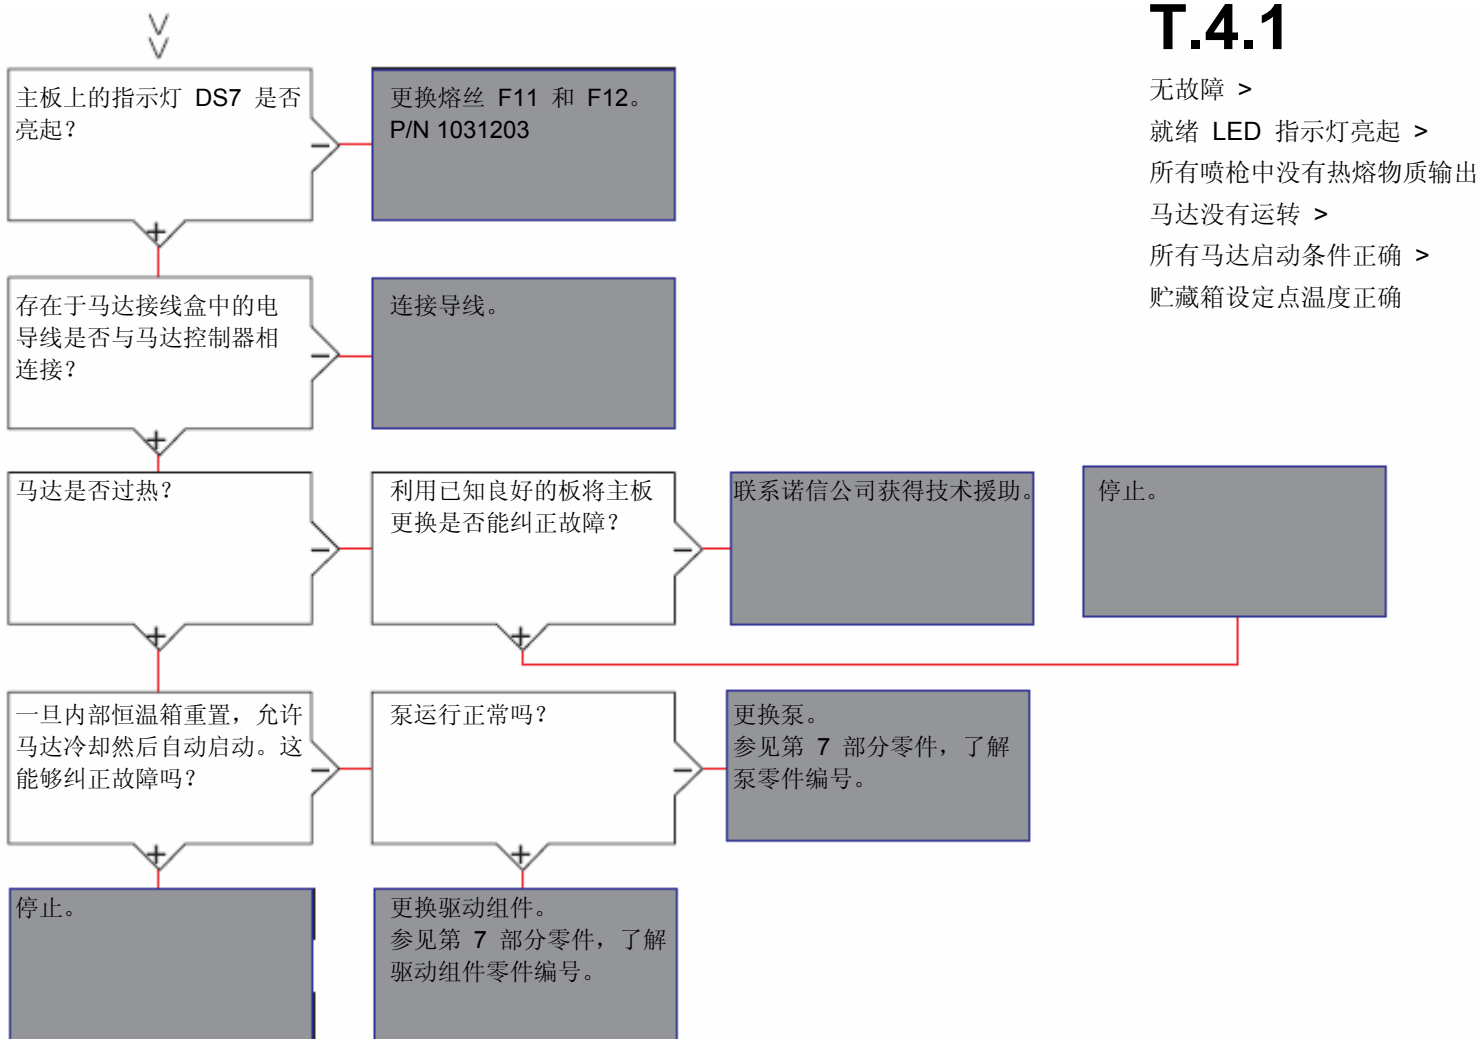 T.4.1
无故障 >
就绪 LED 指示灯亮起 >
所有喷枪中没有热熔物质输出
马达没有运转 >
所有马达启动条件正确 >
贮藏箱设定点温度正确
主板上的指示灯 DS7 是否
亮起?
更换熔丝 F11 和 F12。
P/N 1031203
存在于马达接线盒中的电
导线是否与马达控制器相
连接?
连接导线。
马达是否过热?
利用已知良好的板将主板
更换是否能纠正故障?
联系诺信公司获得技术援助。
停止。
一旦内部恒温箱重置，允许
马达冷却然后自动启动。这
能够纠正故障吗?
泵运行正常吗?
更换泵。
参见第 7 部分零件，了解
泵零件编号。
停止。
更换驱动组件。
参见第 7 部分零件，了解
驱动组件零件编号。